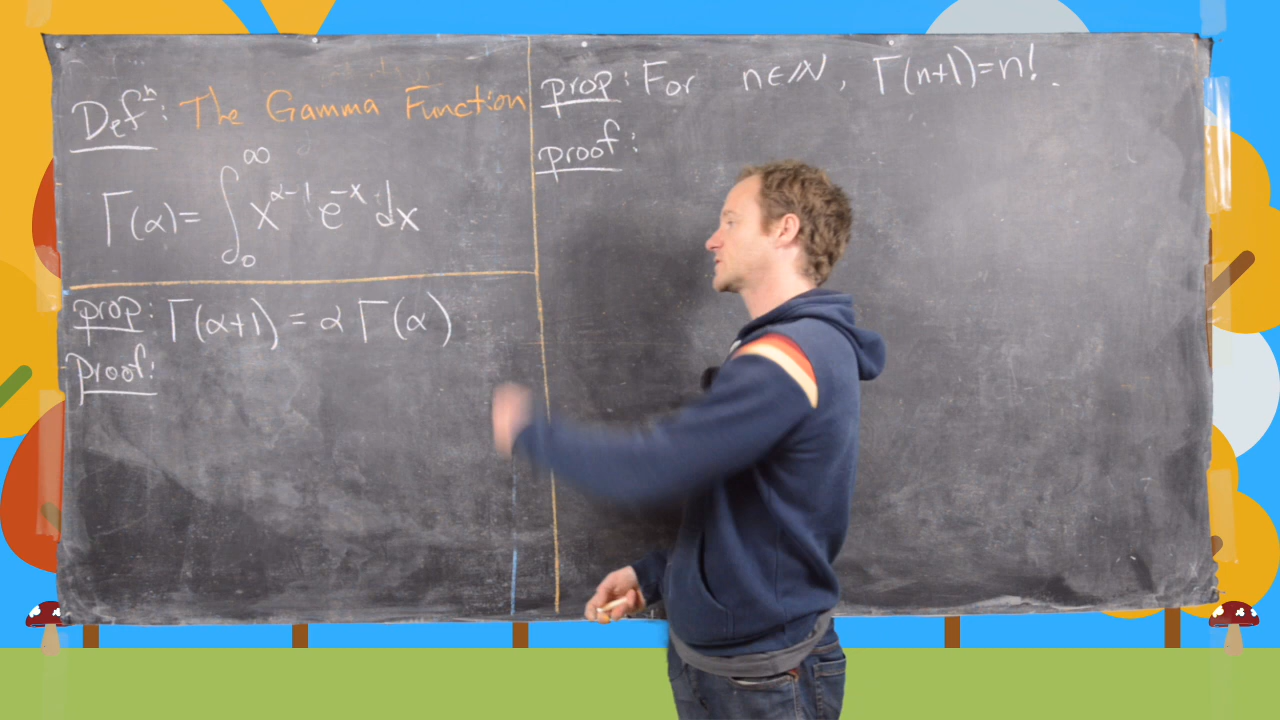 Defⁿ: The Gamma Function
Γ(α)= ∫₀^∞ x^{α-1} e^{-x} dx
prop: Γ(α+1) = α Γ(α)
proof:
prop: For n∈ℕ, Γ(n+1)=n!.
proof: